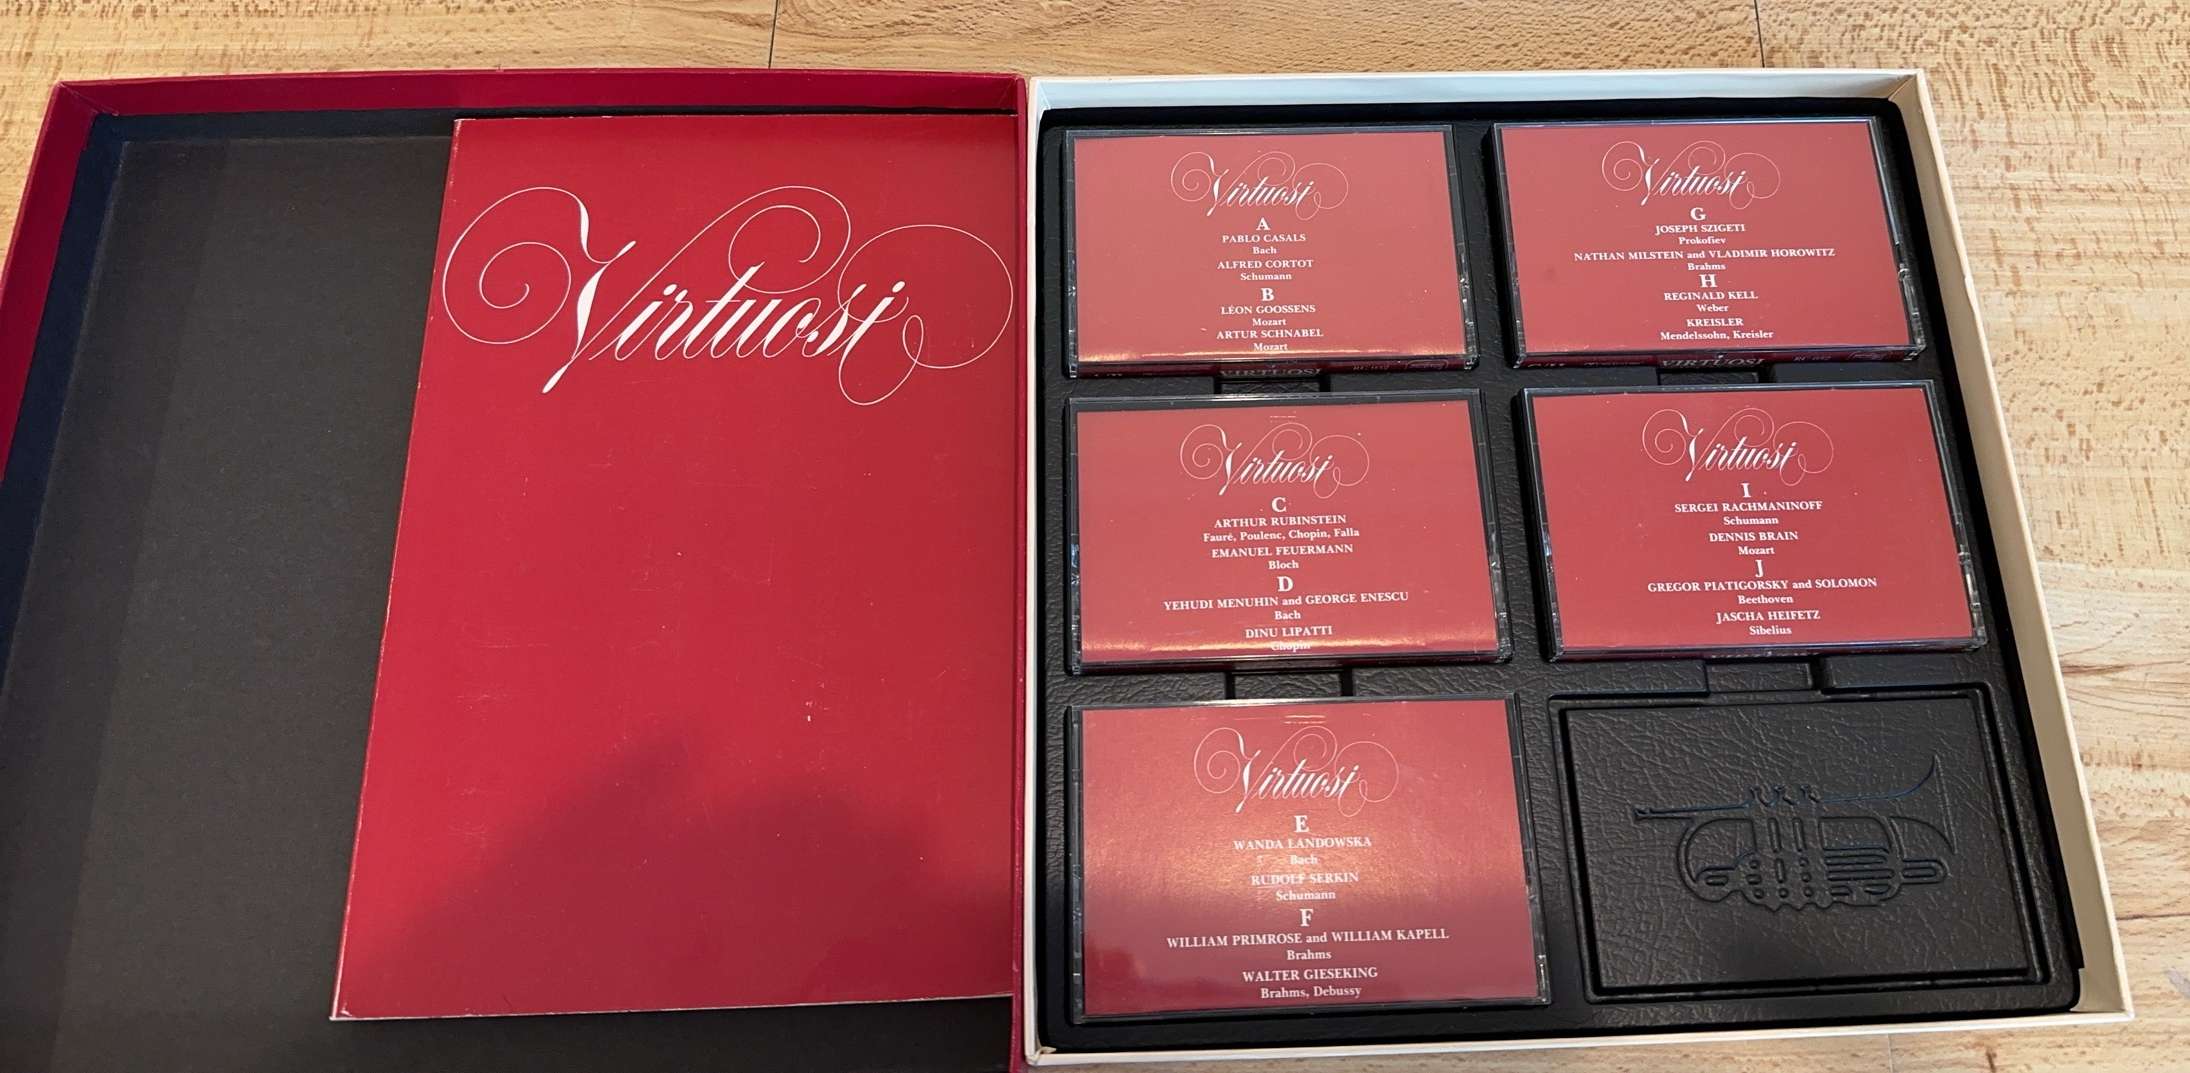 Virtuosi
Virtuosi
A
PABLO CASALS
Bach
ALFRED CORTOT
Schumann
B
LÉON GOOSSENS
Mozart
ARTUR SCHNABEL
Mozart
VIRTUOSI
Virtuosi
C
ARTHUR RUBINSTEIN
Fauré, Poulenc, Chopin, Falla
EMANUEL FEUERMANN
Bloch
D
YEHUDI MENUHIN and GEORGE ENESCU
Bach
DINU LIPATTI
Chopin
Virtuosi
E
WANDA LANDOWSKA
Bach
RUDOLF SERKIN
Schumann
F
WILLIAM PRIMROSE and WILLIAM KAPELL
Brahms
WALTER GIESEKING
Brahms, Debussy
Virtuosi
G
JOSEPH SZIGETI
Prokofiev
NATHAN MILSTEIN and VLADIMIR HOROWITZ
Brahms
H
REGINALD KELL
Weber
KREISLER
Mendelssohn, Kreisler
VIRTUOSI
Virtuosi
I
SERGEI RACHMANINOFF
Schumann
DENNIS BRAIN
Mozart
J
GREGOR PIATIGORSKY and SOLOMON
Beethoven
JASCHA HEIFETZ
Sibelius